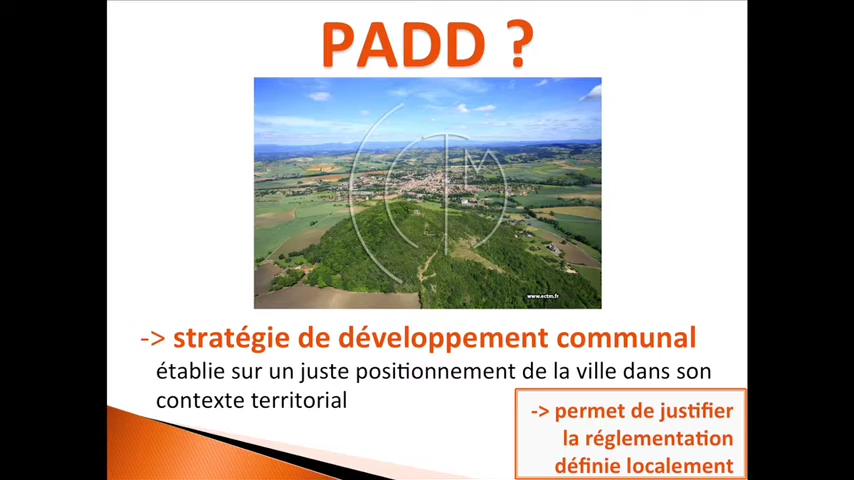 PADD ?
ECTM
www.ectm.fr
-> stratégie de développement communal
établie sur un juste positionnement de la ville dans son
contexte territorial
-> permet de justifier
la réglementation
définie localement